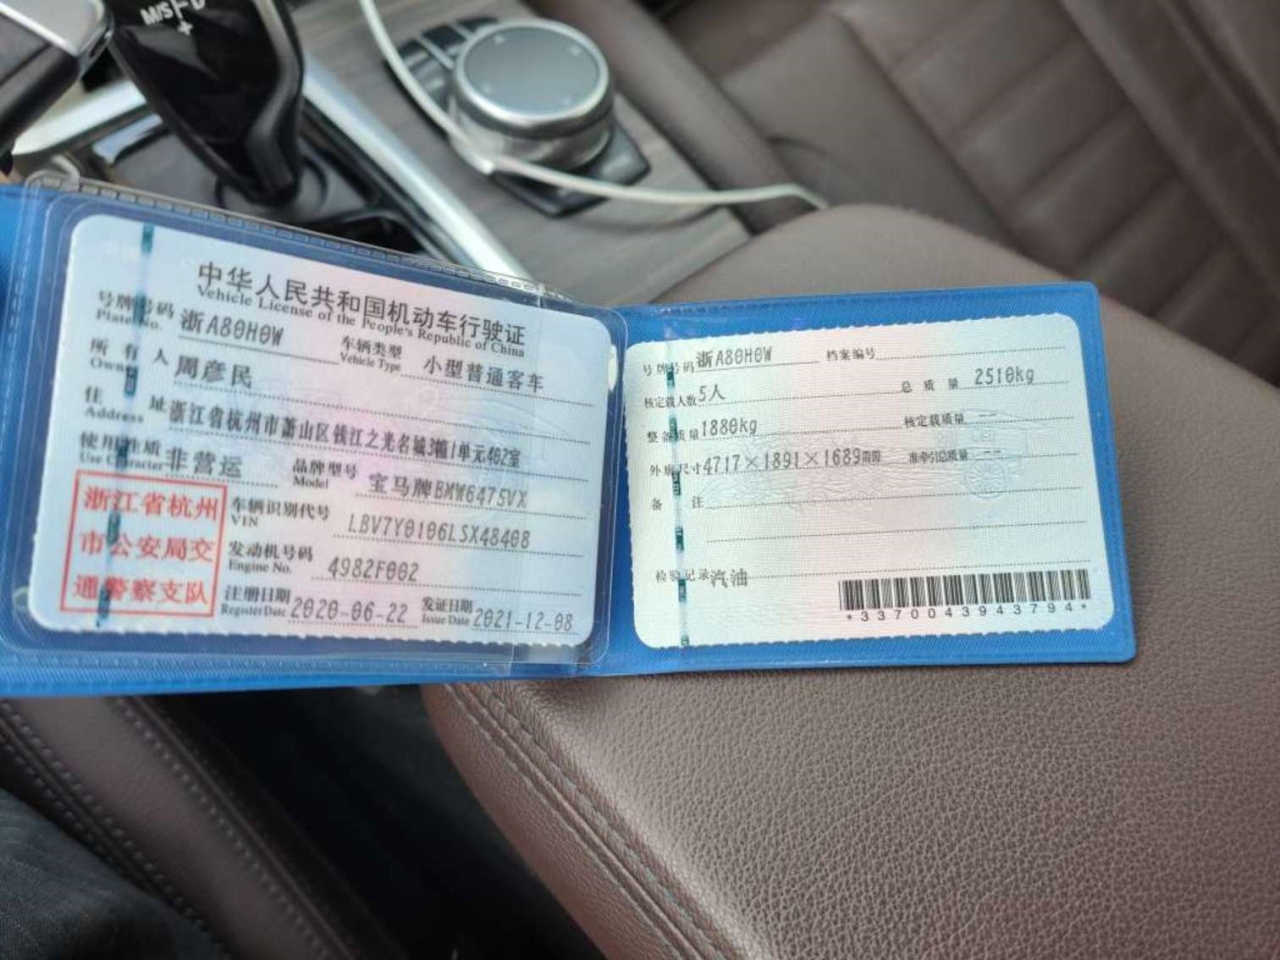 M/S D
+
中华人民共和国机动车行驶证
Vehicle License of the People's Republic of China
号牌号码 浙A80H0W 车辆类型 小型普通客车
Plate No. Vehicle Type
所有人 周彦民
Owner
住址 浙江省杭州市萧山区钱江之光名城3幢1单元402室
Address
使用性质 非营运 品牌型号 宝马牌BMW6475VX
Use Character Model
浙江省杭州
市公安局交
通警察支队
车辆识别代号 LBV7Y0106LSX48408
VIN
发动机号码 4982F002
Engine No.
注册日期 2020-06-22 发证日期 2021-12-08
Register Date Issue Date
号牌号码 浙A80H0W 档案编号
核定载人数 5人 总质量 2510kg
整备质量 1880kg 核定载质量 --
外廓尺寸 4717×1891×1689mm 准牵引总质量 --
备注
检验记录 汽油
*3370043943794*